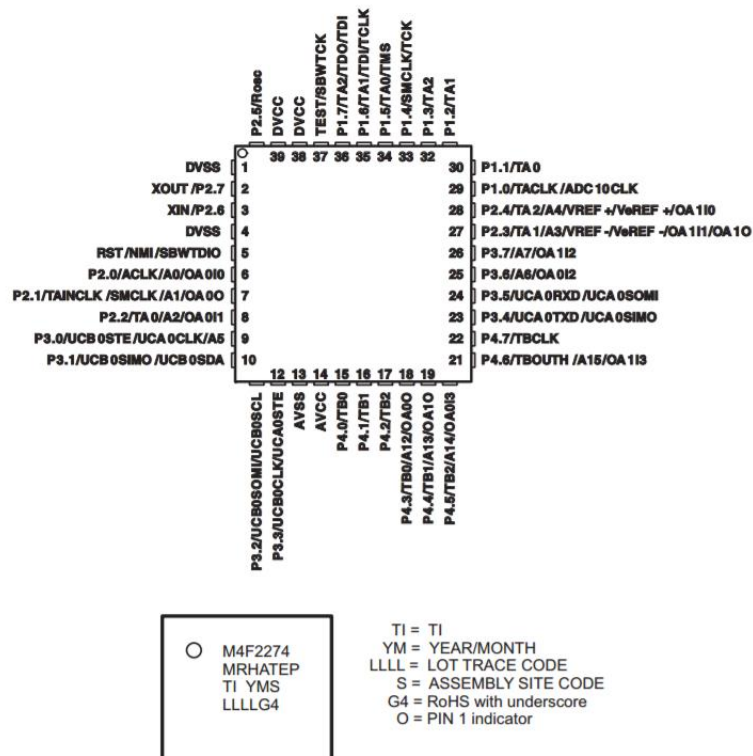 P2.5/Rosc
DVCC
DVCC
TEST/SBWTCK
P1.7/TA2/TDO/TDI
P1.6/TA1/TDI/TCLK
P1.5/TA0/TMS
P1.4/SMCLK/TCK
P1.3/TA2
P1.2/TA1
39 38 37 36 35 34 33 32
DVSS 1
XOUT /P2.7 2
XIN/P2.6 3
DVSS 4
RST/NMI/SBWTDIO 5
P2.0/ACLK/A0/OA0I0 6
P2.1/TAINCLK/SMCLK/A1/OA0O 7
P2.2/TA0/A2/OA0I1 8
P3.0/UCB0STE/UCA0CLK/A5 9
P3.1/UCB0SIMO/UCB0SDA 10
30 P1.1/TA0
29 P1.0/TACLK/ADC10CLK
28 P2.4/TA2/A4/VREF+/VeREF+/OA1I0
27 P2.3/TA1/A3/VREF-/VeREF-/OA1I1/OA1O
26 P3.7/A7/OA1I2
25 P3.6/A6/OA0I2
24 P3.5/UCA0RXD/UCA0SOMI
23 P3.4/UCA0TXD/UCA0SIMO
22 P4.7/TBCLK
21 P4.6/TBOUTH/A15/OA1I3
12 13 14 15 16 17 18 19
P3.2/UCB0SOMI/UCB0SCL
P3.3/UCB0CLK/UCA0STE
AVSS
AVCC
P4.0/TB0
P4.1/TB1
P4.2/TB2
P4.3/TB0/A12/OA0O
P4.4/TB1/A13/OA1O
P4.5/TB2/A14/OA0I3
M4F2274
MRHATEP
TI YMS
LLLLG4
TI = TI
YM = YEAR/MONTH
LLLL = LOT TRACE CODE
S = ASSEMBLY SITE CODE
G4 = RoHS with underscore
O = PIN 1 indicator